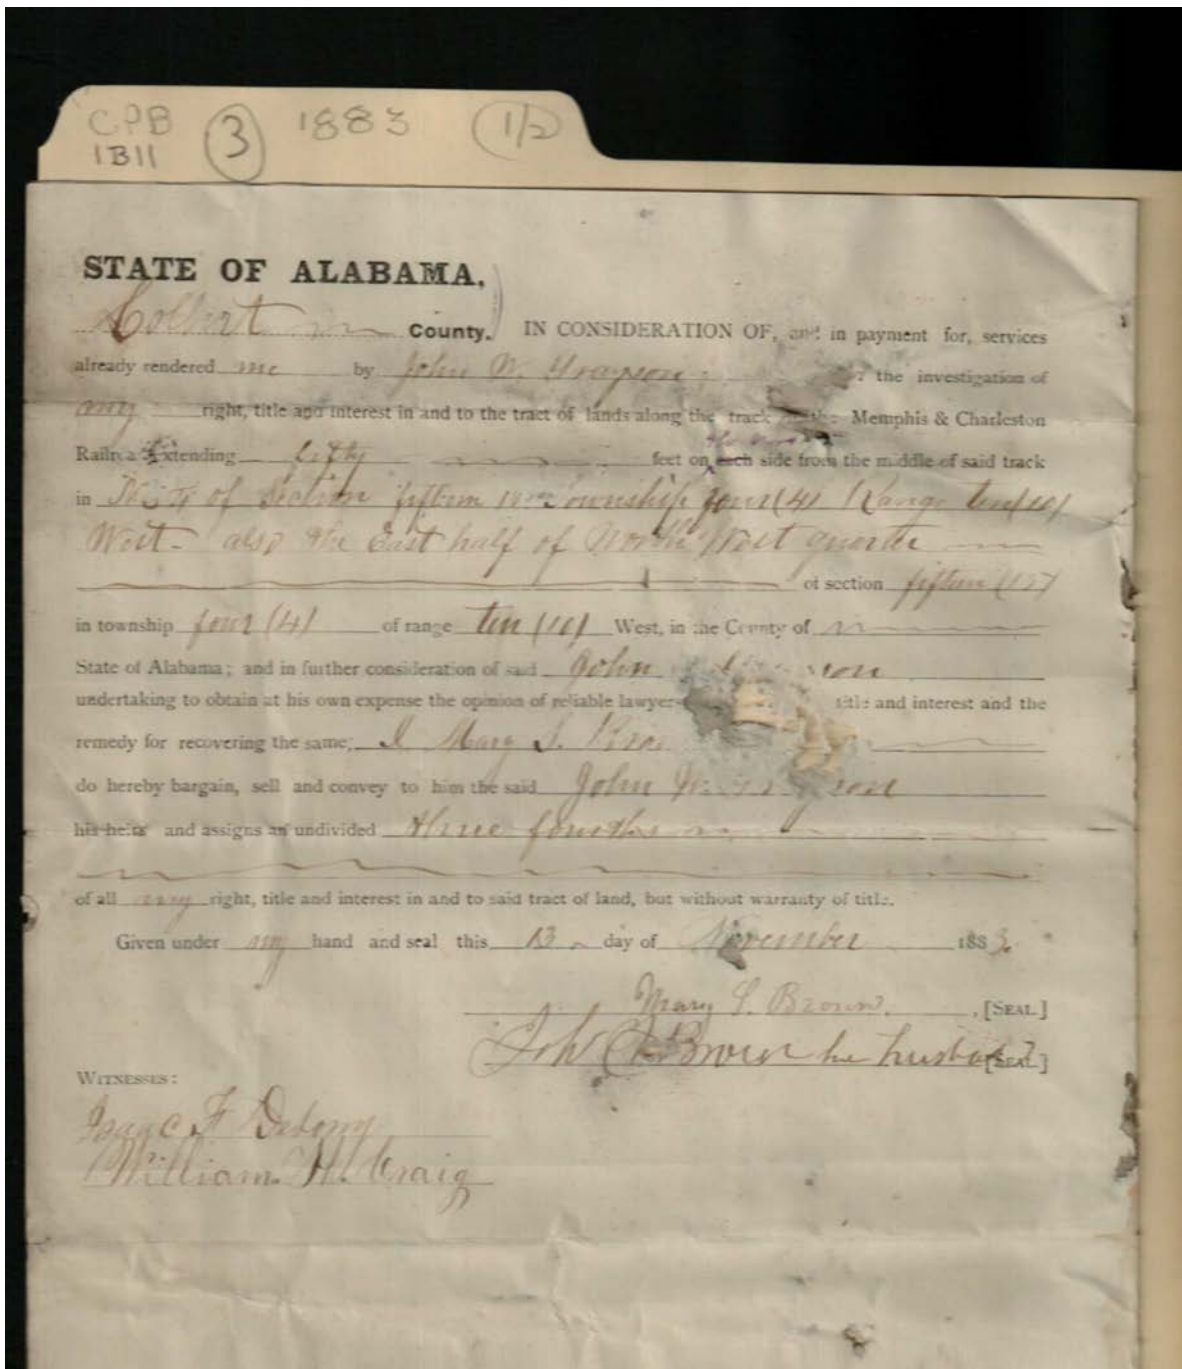 CPB 3 1883 1/2
1B11
STATE OF ALABAMA,
Colbert County. IN CONSIDERATION OF, and in payment for, services
already rendered me by John W. the investigation of
my right, title and interest in and to the tract of lands along the track the Memphis & Charleston
extending fifty feet on each side from the middle of said track
in of Section fifteen Township four (4) Range ten (10)
West also the East half of North West quarter
of section fifteen (15)
in township four (4) of range ten (10) West, in the County of
State of Alabama; and in further consideration of said John
undertaking to obtain at his own expense the opinion of reliable lawyer title and interest and the
remedy for recovering the same, I Mary S.
do hereby bargain, sell and convey to him the said John W.
his heirs and assigns an undivided three fourths
of all my right, title and interest in and to said tract of land, but without warranty of title.
Given under my hand and seal this 13 day of November 1883.
Mary S. Brown. [SEAL]
Brown husband [SEAL]
WITNESSES:
Isaac F
William H. Craig